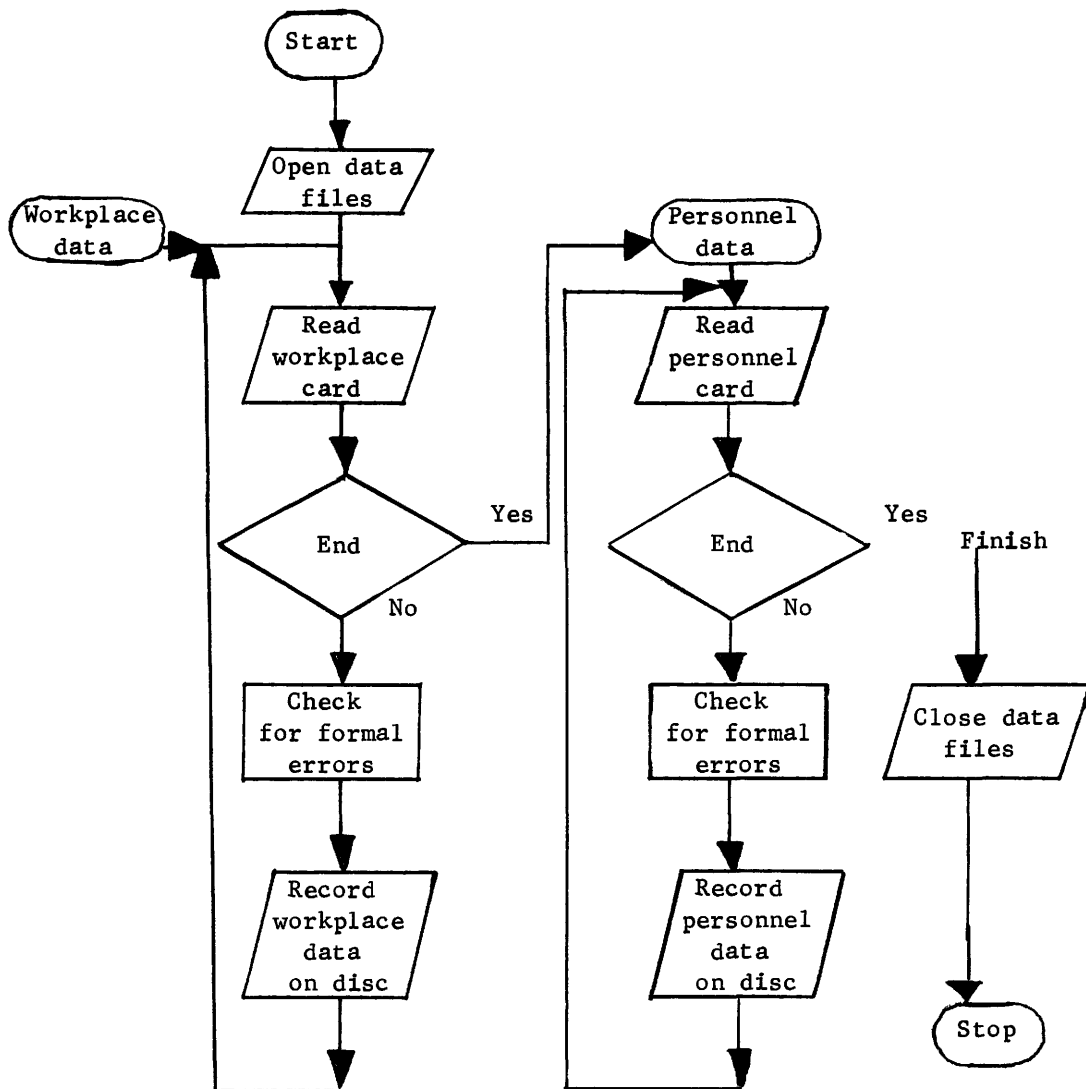 Start
Open data
files
Workplace
data
Read
workplace
card
End
Yes
No
Check
for formal
errors
Record
workplace
data
on disc
Personnel
data
Read
personnel
card
End
Yes
No
Check
for formal
errors
Record
personnel
data
on disc
Finish
Close data
files
Stop